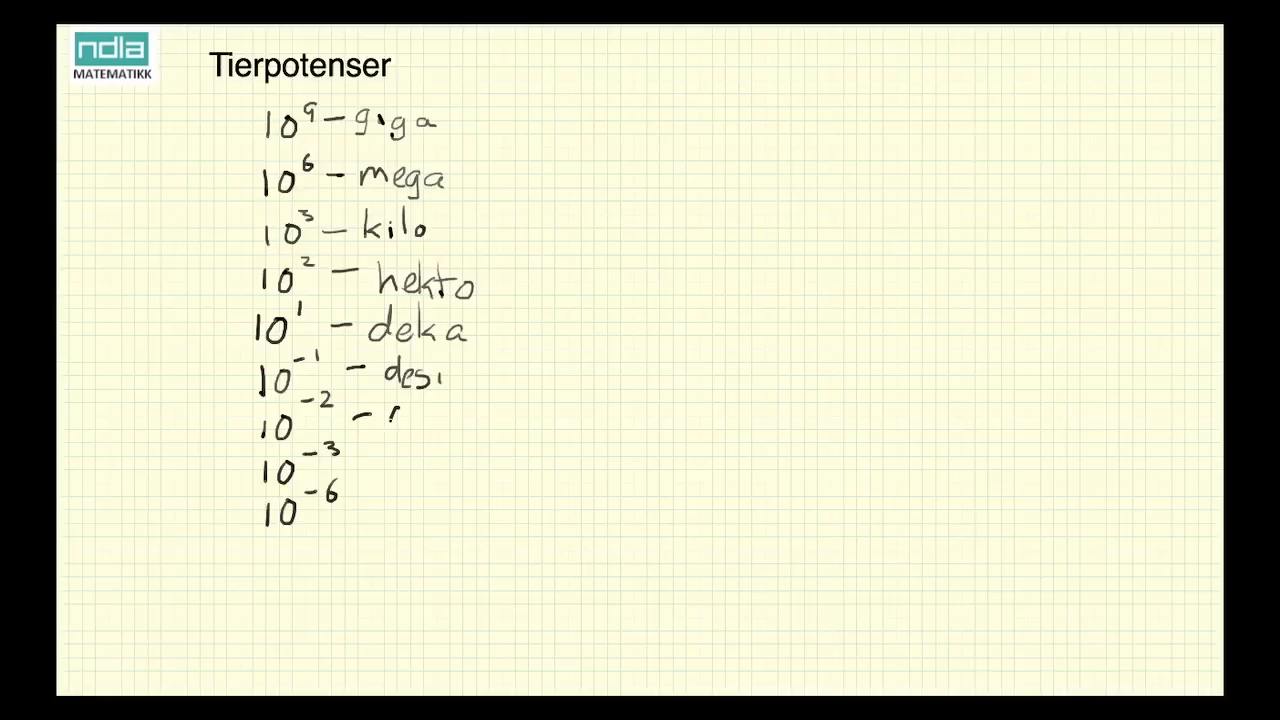 ndla
MATEMATIKK
Tierpotenser
10⁹ – giga
10⁶ – mega
10³ – kilo
10² – hekto
10¹ – deka
10⁻¹ – desi
10⁻² –
10⁻³
10⁻⁶